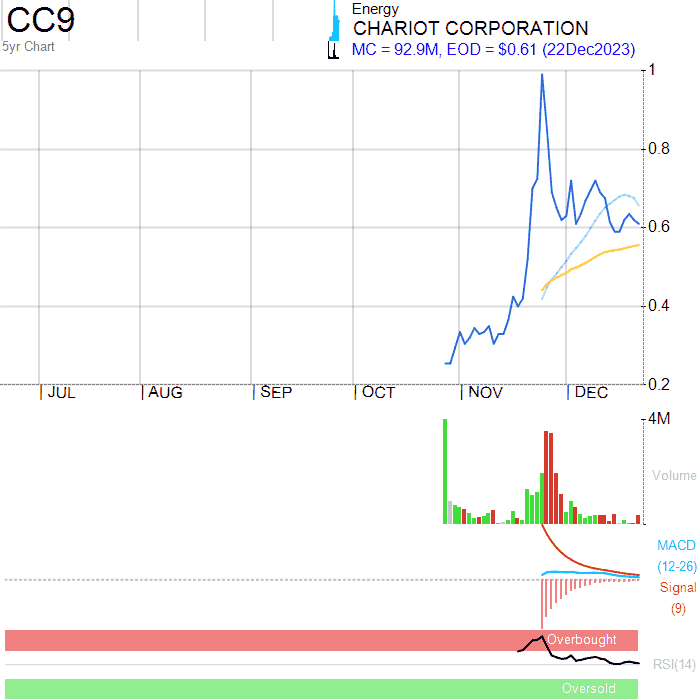 CC9
5yr Chart
Energy
CHARIOT CORPORATION
MC = 92.9M, EOD = $0.61 (22Dec2023)
1
0.8
0.6
0.4
0.2
JUL AUG SEP OCT NOV DEC
4M
Volume
MACD
(12-26)
Signal
(9)
Overbought
RSI(14)
Oversold